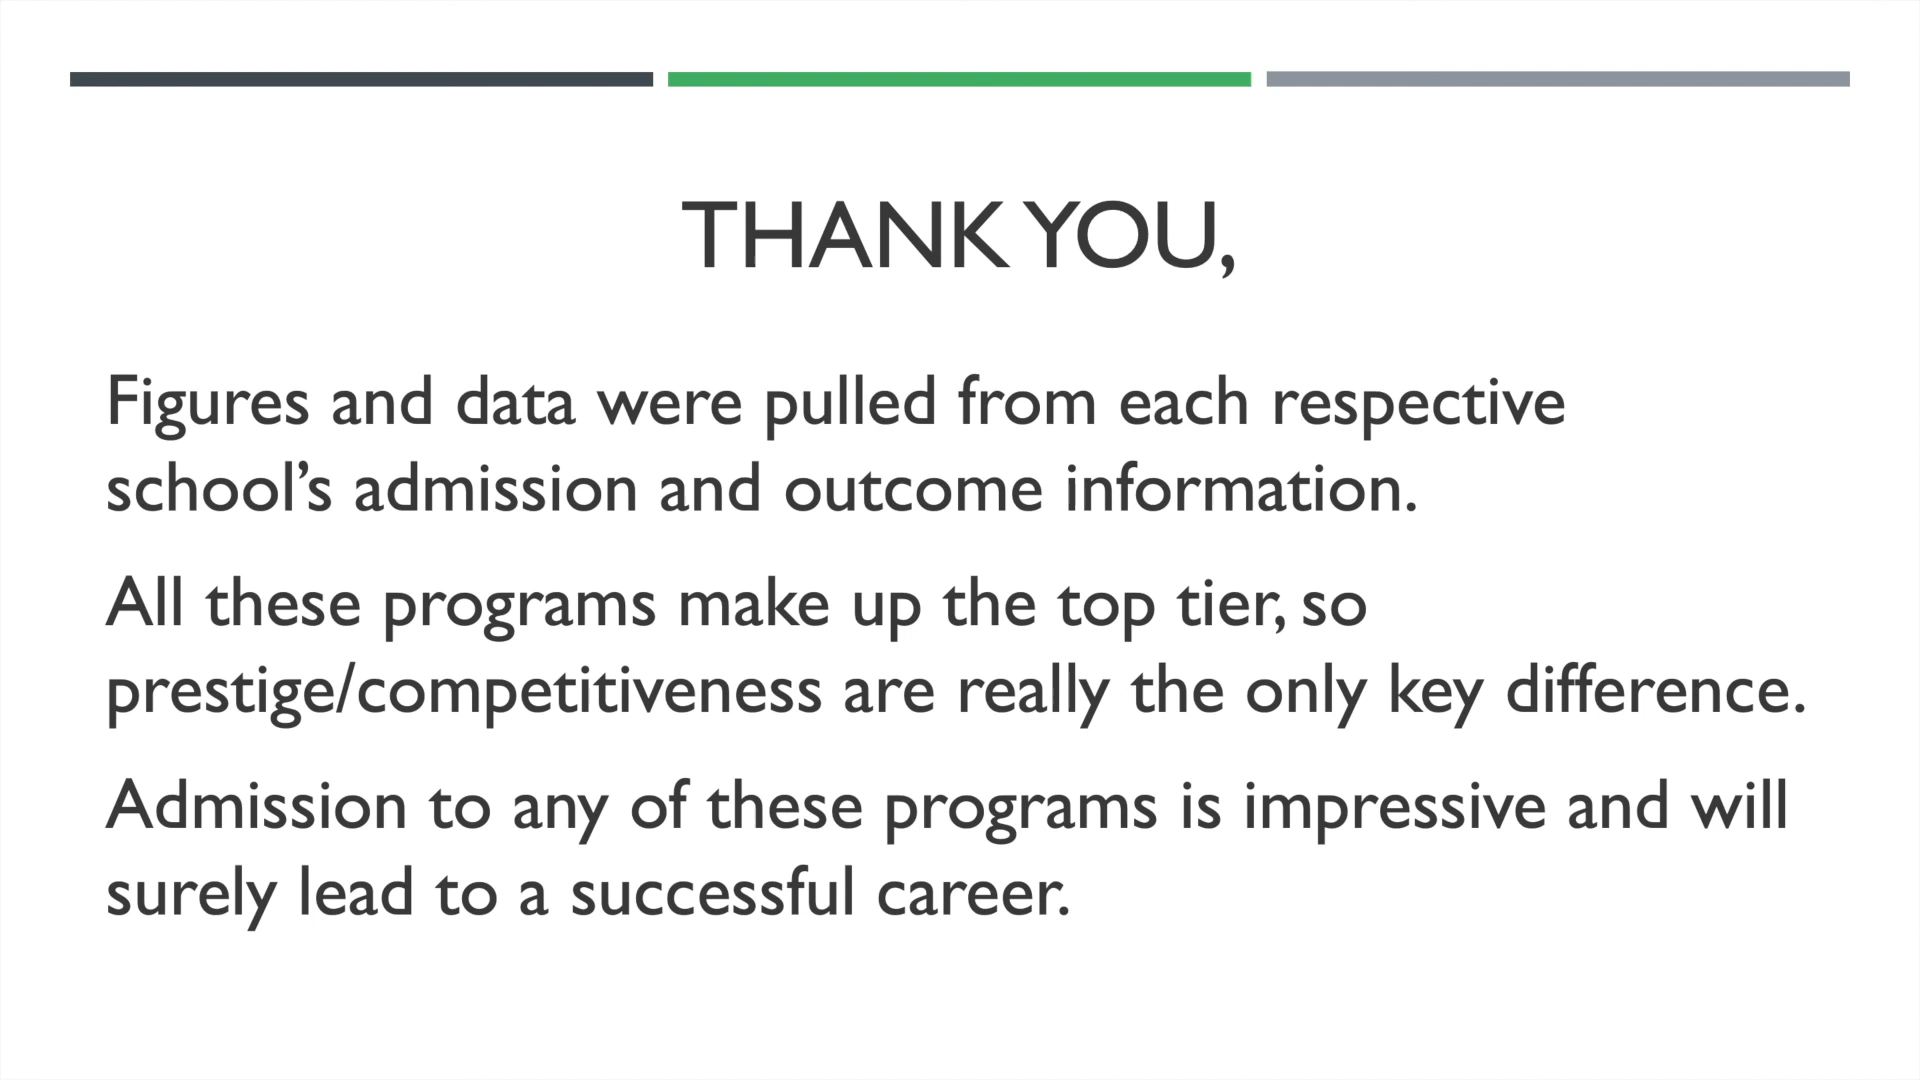 THANK YOU,
Figures and data were pulled from each respective
school’s admission and outcome information.
All these programs make up the top tier, so
prestige/competitiveness are really the only key difference.
Admission to any of these programs is impressive and will
surely lead to a successful career.